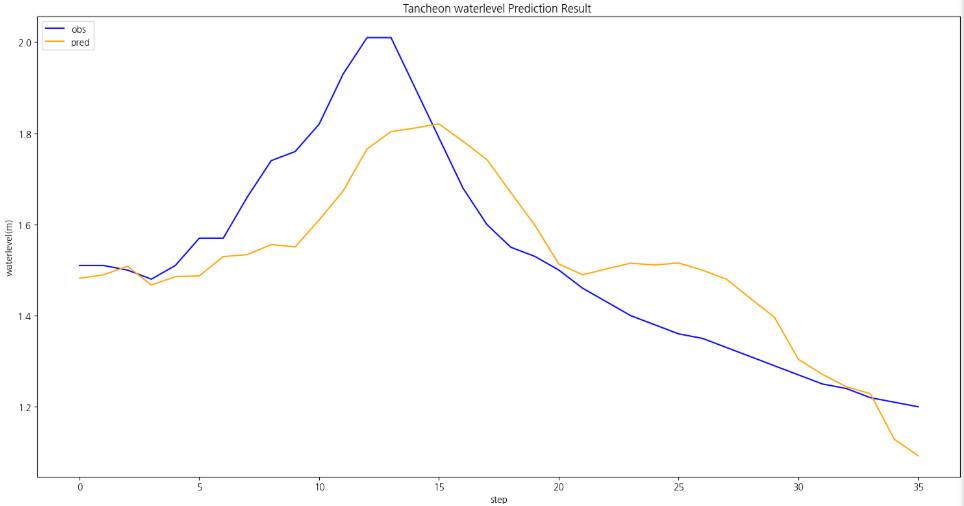 Tancheon waterlevel Prediction Result
obs
pred
2.0
1.8
1.6
1.4
1.2
waterlevel(m)
0 5 10 15 20 25 30 35
step